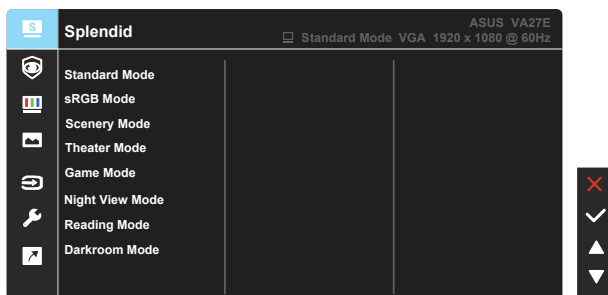 S
Splendid
ASUS VA27E
Standard Mode VGA 1920 x 1080 @ 60Hz
Standard Mode
sRGB Mode
Scenery Mode
Theater Mode
Game Mode
Night View Mode
Reading Mode
Darkroom Mode